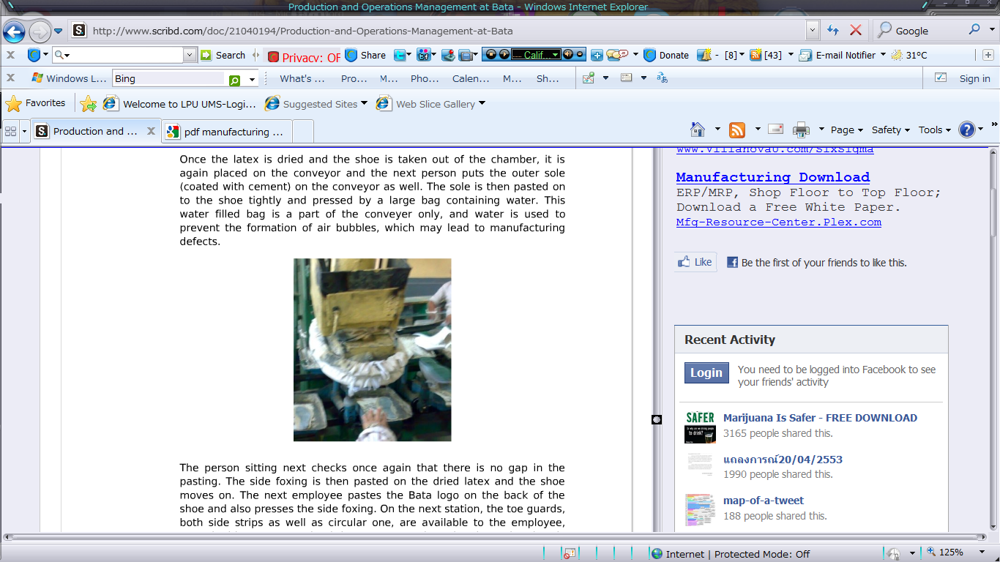 Production and Operations Management at Bata - Windows Internet Explorer
http://www.scribd.com/doc/21040194/Production-and-Operations-Management-at-Bata
Google
Search
Privacy: OF
Share
Calif...
Donate
- [8]
[43]
E-mail Notifier
31°C
Windows L...
Bing
What's ...
Pro...
M...
Pho...
Calen...
M...
Sh...
Sign in
Favorites
Welcome to LPU UMS-Logi...
Suggested Sites
Web Slice Gallery
Production and ...
pdf manufacturing ...
Page
Safety
Tools
Once the latex is dried and the shoe is taken out of the chamber, it is
again placed on the conveyor and the next person puts the outer sole
(coated with cement) on the conveyor as well. The sole is then pasted on
to the shoe tightly and pressed by a large bag containing water. This
water filled bag is a part of the conveyer only, and water is used to
prevent the formation of air bubbles, which may lead to manufacturing
defects.
The person sitting next checks once again that there is no gap in the
pasting. The side foxing is then pasted on the dried latex and the shoe
moves on. The next employee pastes the Bata logo on the back of the
shoe and also presses the side foxing. On the next station, the toe guards,
both side strips as well as circular one, are available to the employee,
www.VillanovaU.com/SixSigma
Manufacturing Download
ERP/MRP, Shop Floor to Top Floor;
Download a Free White Paper.
Mfg-Resource-Center.Plex.com
Like
Be the first of your friends to like this.
Recent Activity
Login
You need to be logged into Facebook to see
your friends' activity
SAFER
Marijuana Is Safer - FREE DOWNLOAD
3165 people shared this.
แถลงการณ์20/04/2553
1990 people shared this.
map-of-a-tweet
188 people shared this.
Internet | Protected Mode: Off
125%